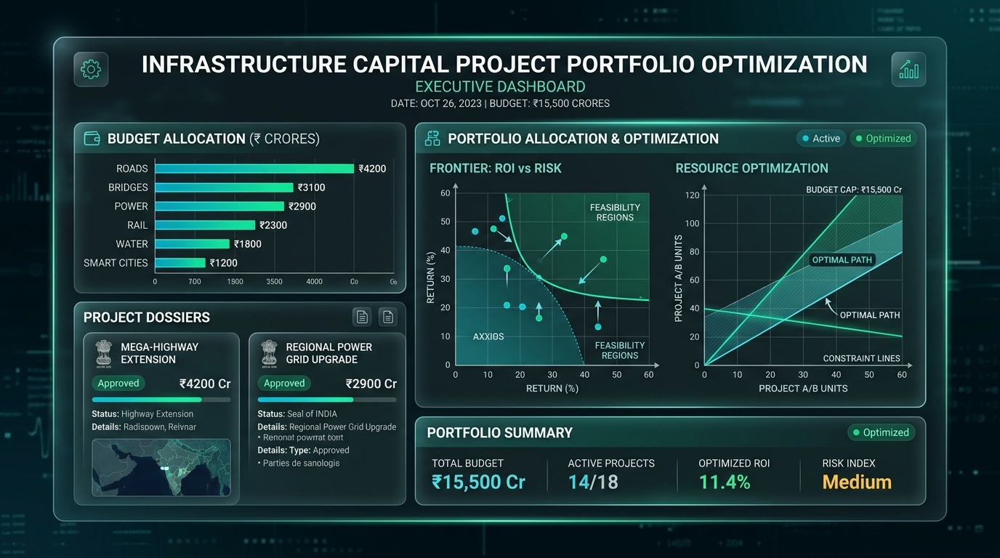 INFRASTRUCTURE CAPITAL PROJECT PORTFOLIO OPTIMIZATION
EXECUTIVE DASHBOARD
DATE: OCT 26, 2023 | BUDGET: ₹15,500 CRORES
BUDGET ALLOCATION (₹ CRORES)
ROADS ₹4200
BRIDGES ₹3100
POWER ₹2900
RAIL ₹2300
WATER ₹1800
SMART CITIES ₹1200
0 700 1900 3500 4000
PROJECT DOSSIERS
MEGA-HIGHWAY
EXTENSION
Approved ₹4200 Cr
Status: Highway Extension
Details: Radispown, Reivnar
REGIONAL POWER
GRID UPGRADE
Approved ₹2900 Cr
Status: Seal of INDIA
Details: Regional Power Grid Upgrade
• Renonat powrrat
Details: Type: Approved
• Parties de sanologis
PORTFOLIO ALLOCATION & OPTIMIZATION
Active
Optimized
FRONTIER: ROI vs RISK
RETURN (%)
60
50
40
30
20
10
0
FEASIBILITY
REGIONS
FEASIBILITY
REGIONS
0 10 20 30 40 50 60
RETURN (%)
RESOURCE OPTIMIZATION
BUDGET CAP: ₹15,500 Cr
PROJECT A/B UNITS
120
100
80
60
40
20
0
OPTIMAL PATH
OPTIMAL PATH
CONSTRAINT LINES
0 10 20 30 40 50 60
PROJECT A/B UNITS
PORTFOLIO SUMMARY
Optimized
TOTAL BUDGET
₹15,500 Cr
ACTIVE PROJECTS
14/18
OPTIMIZED ROI
11.4%
RISK INDEX
Medium